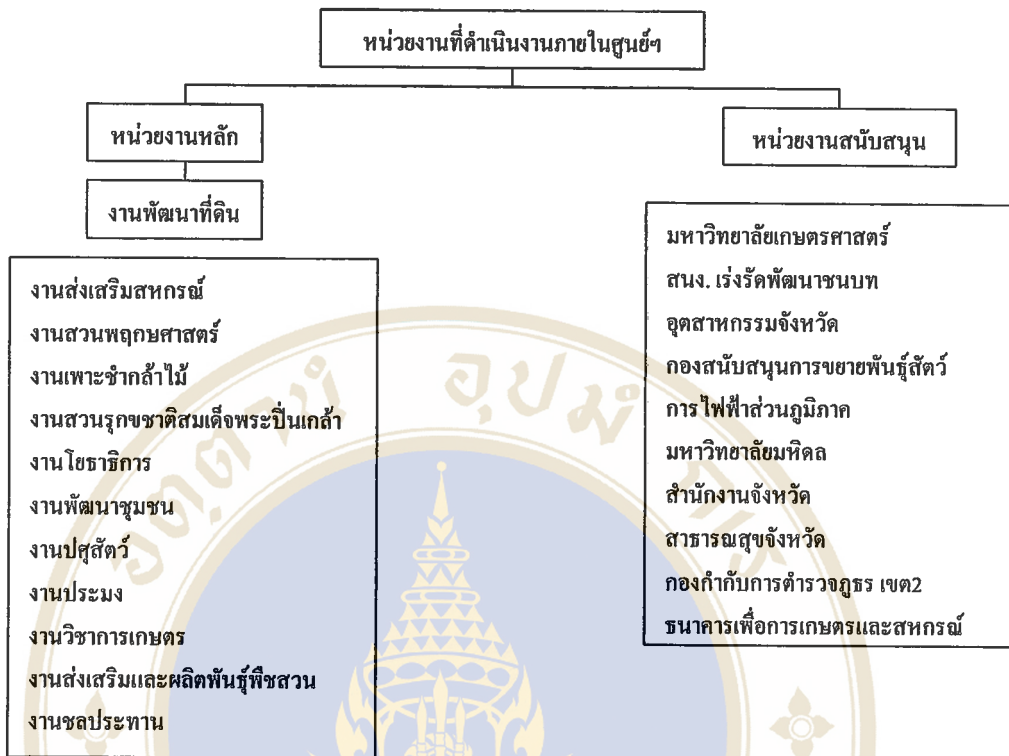 หน่วยงานที่ดำเนินงานภายในศูนย์ฯ
หน่วยงานหลัก
หน่วยงานสนับสนุน
งานพัฒนาที่ดิน
งานส่งเสริมสหกรณ์
งานสวนพฤกษศาสตร์
งานเพาะชำกล้าไม้
งานสวนรุกขชาติสมเด็จพระปิ่นเกล้า
งานโยธาธิการ
งานพัฒนาชุมชน
งานปศุสัตว์
งานประมง
งานวิชาการเกษตร
งานส่งเสริมและผลิตพันธุ์พืชสวน
งานชลประทาน
มหาวิทยาลัยเกษตรศาสตร์
สนง. เร่งรัดพัฒนาชนบท
อุตสาหกรรมจังหวัด
กองสนับสนุนการขยายพันธุ์สัตว์
การไฟฟ้าส่วนภูมิภาค
มหาวิทยาลัยมหิดล
สำนักงานจังหวัด
สาธารณสุขจังหวัด
กองกำกับการตำรวจภูธร เขต2
ธนาคารเพื่อการเกษตรและสหกรณ์
อตฺตานํ อุปมํ กเร